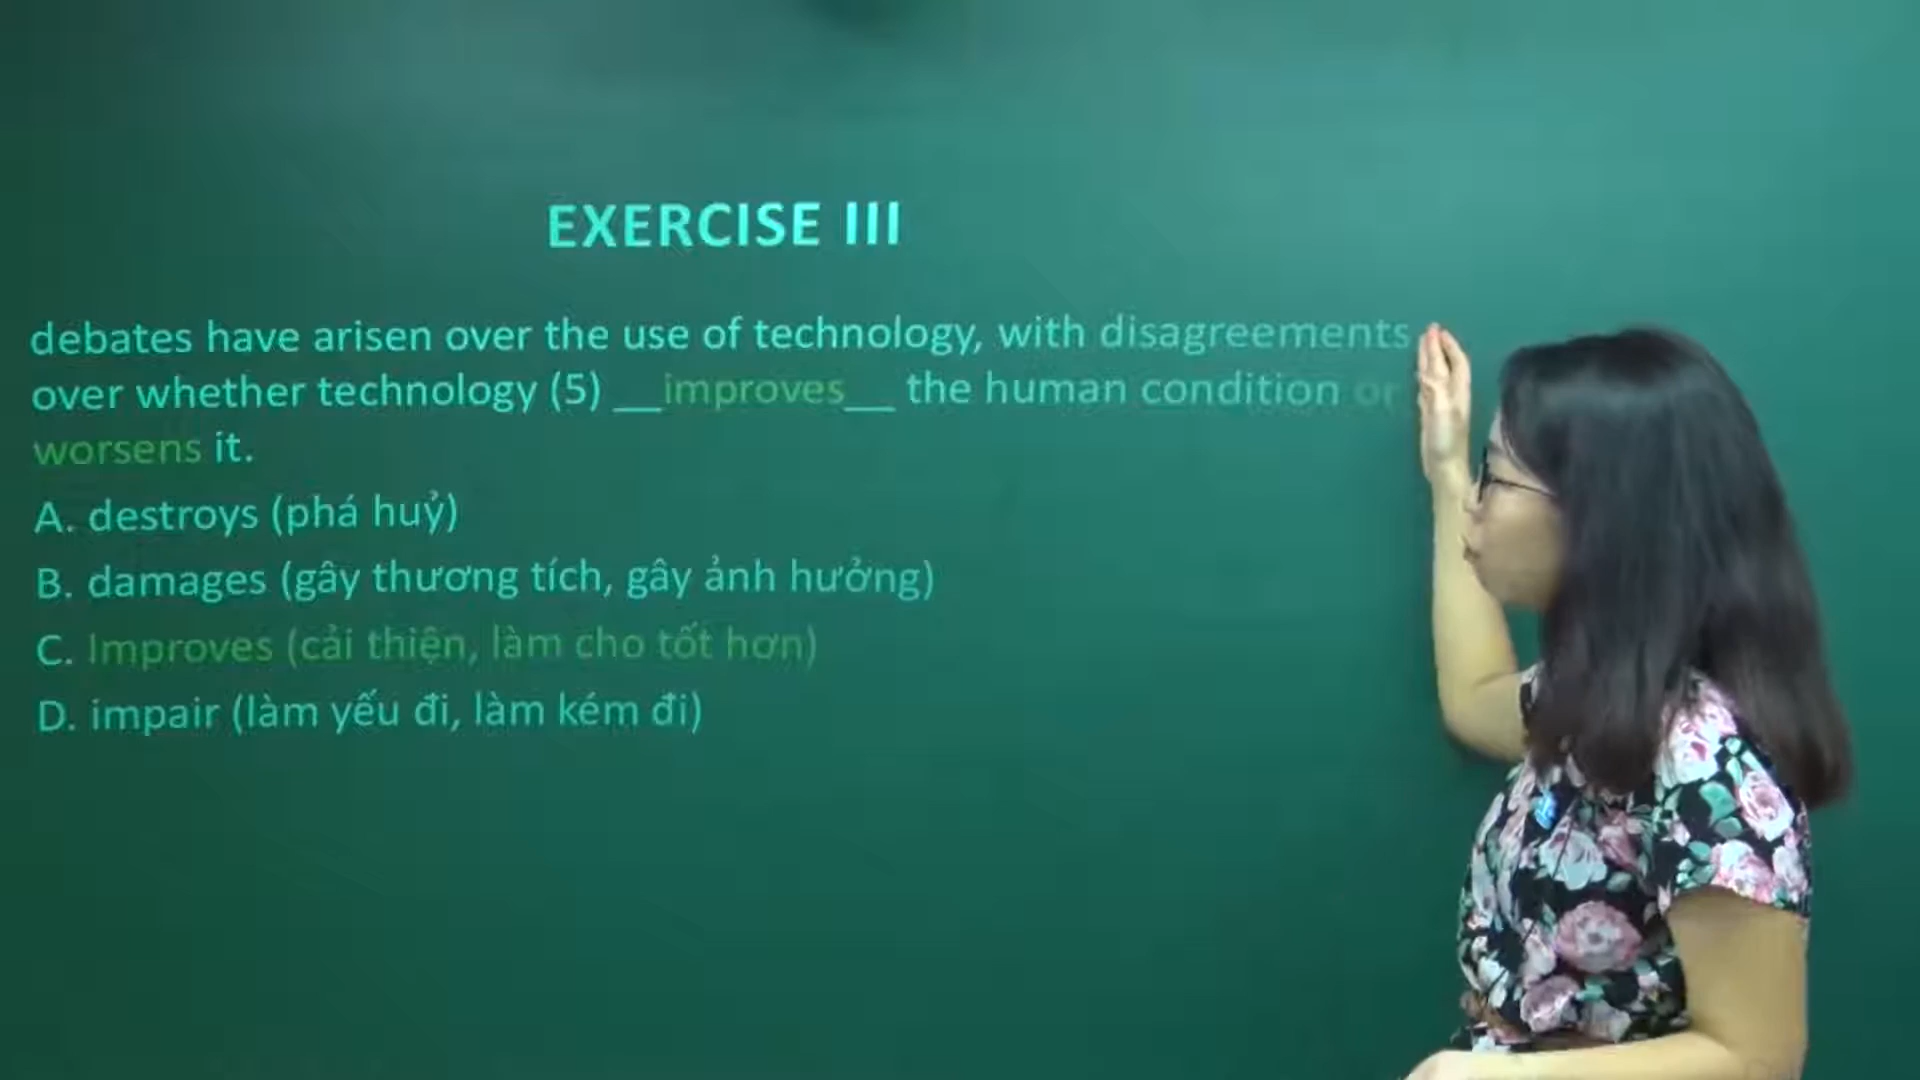 EXERCISE III
debates have arisen over the use of technology, with disagreements
over whether technology (5) __improves__ the human condition or
worsens it.
A. destroys (phá huỷ)
B. damages (gây thương tích, gây ảnh hưởng)
C. Improves (cải thiện, làm cho tốt hơn)
D. impair (làm yếu đi, làm kém đi)